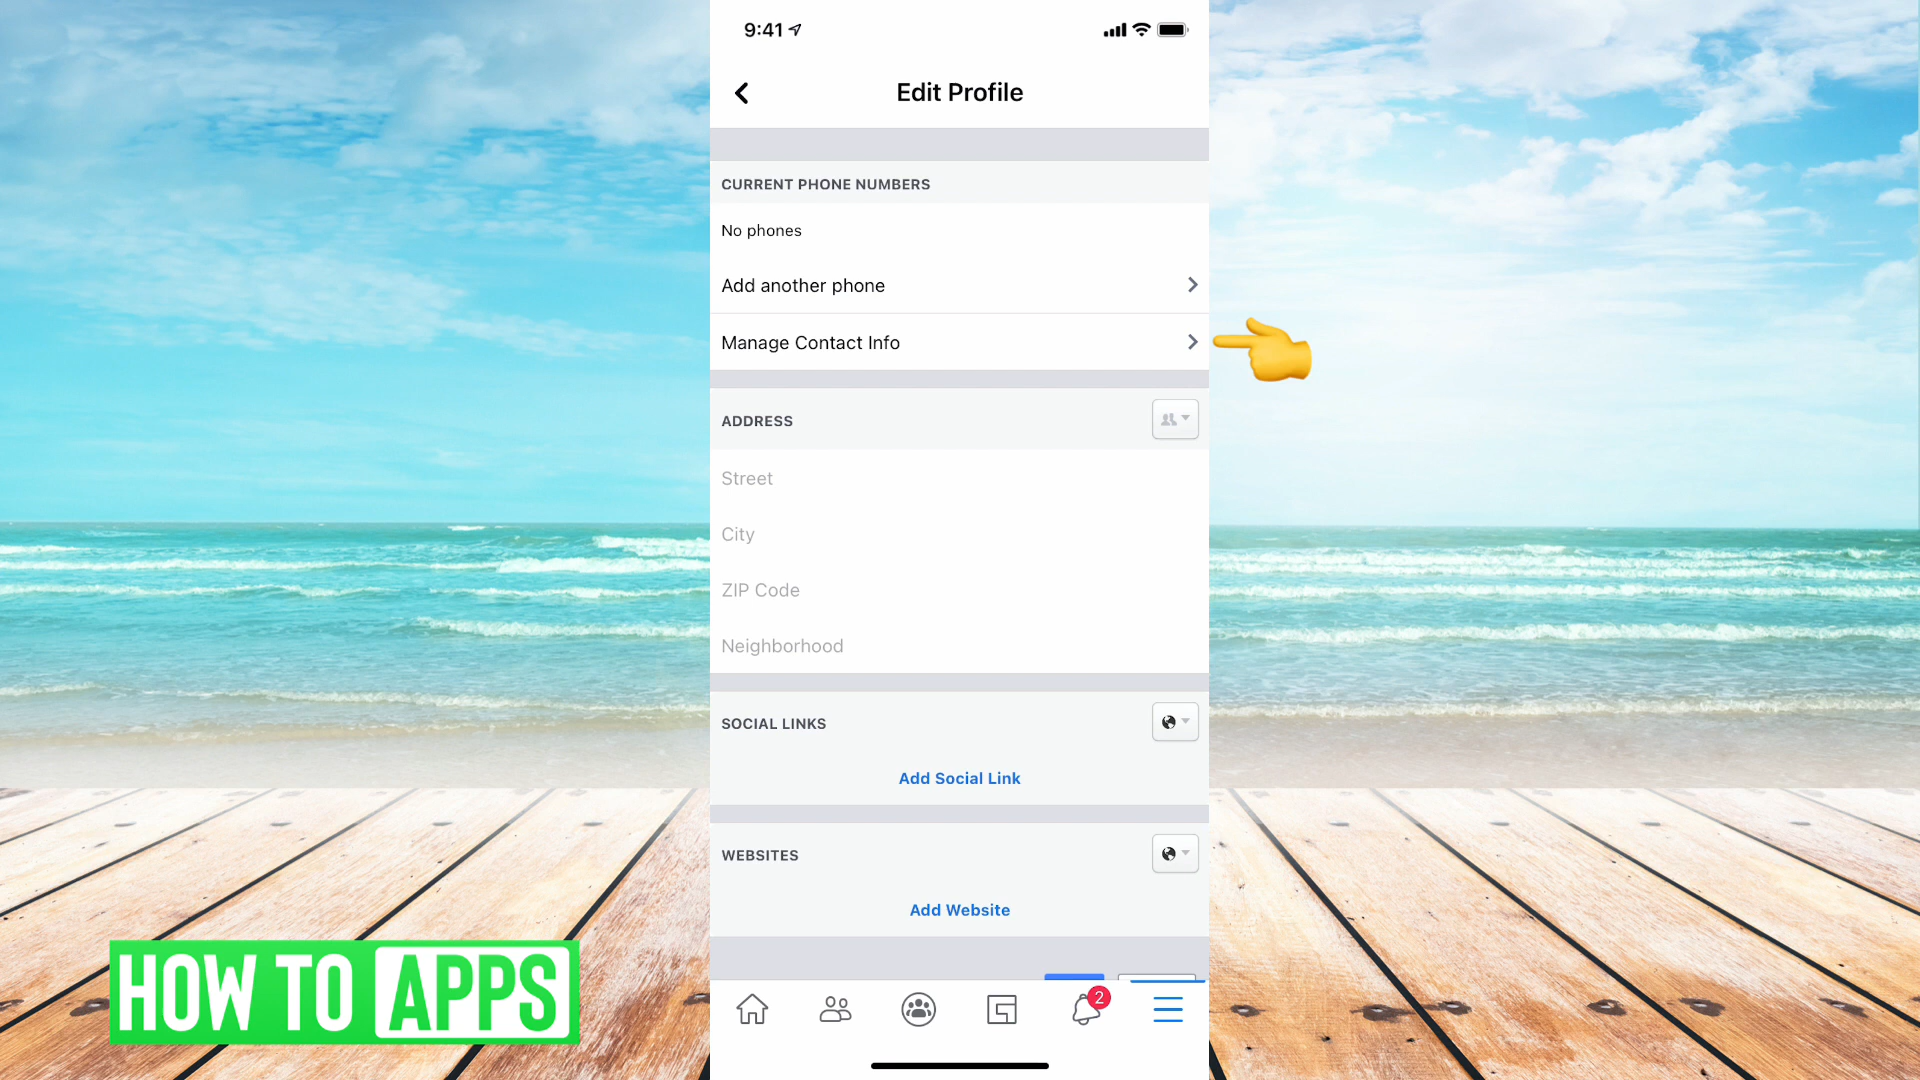 9:41
Edit Profile
CURRENT PHONE NUMBERS
No phones
Add another phone
Manage Contact Info
ADDRESS
Street
City
ZIP Code
Neighborhood
SOCIAL LINKS
Add Social Link
WEBSITES
Add Website
2
HOW TO APPS